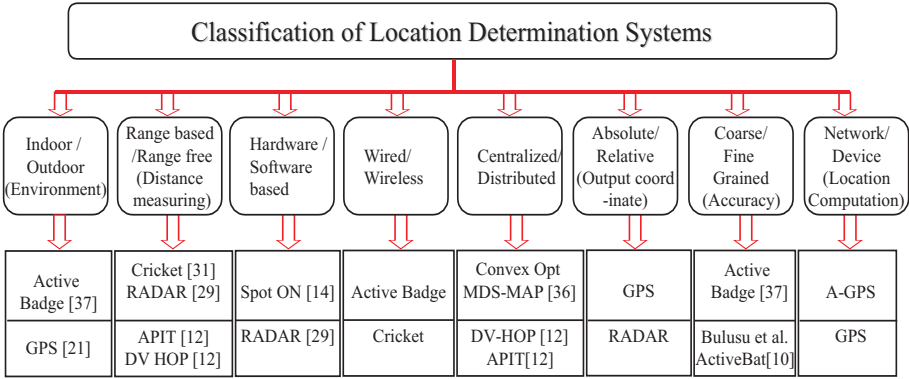 Classification of Location Determination Systems
Indoor /
Outdoor
(Environment)
Range based
/Range free
(Distance
measuring)
Hardware /
Software
based
Wired/
Wireless
Centralized/
Distributed
Absolute/
Relative
(Output coord
-inate)
Coarse/
Fine
Grained
(Accuracy)
Network/
Device
(Location
Computation)
Active
Badge [37]
GPS [21]
Cricket [31]
RADAR [29]
APIT [12]
DV HOP [12]
Spot ON [14]
RADAR [29]
Active Badge
Cricket
Convex Opt
MDS-MAP [36]
DV-HOP [12]
APIT[12]
GPS
RADAR
Active
Badge [37]
Bulusu et al.
ActiveBat[10]
A-GPS
GPS